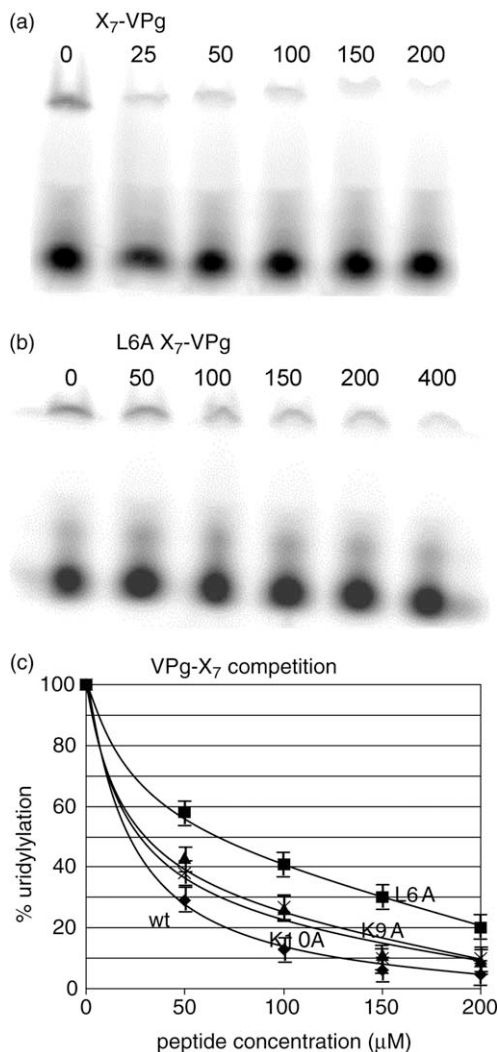 (a) X7-VPg
0 25 50 100 150 200
(b) L6A X7-VPg
0 50 100 150 200 400
(c) VPg-X7 competition
100
80
60
40
20
0
% uridylylation
wt
K10A
K9A
L6A
0 50 100 150 200
peptide concentration (μM)